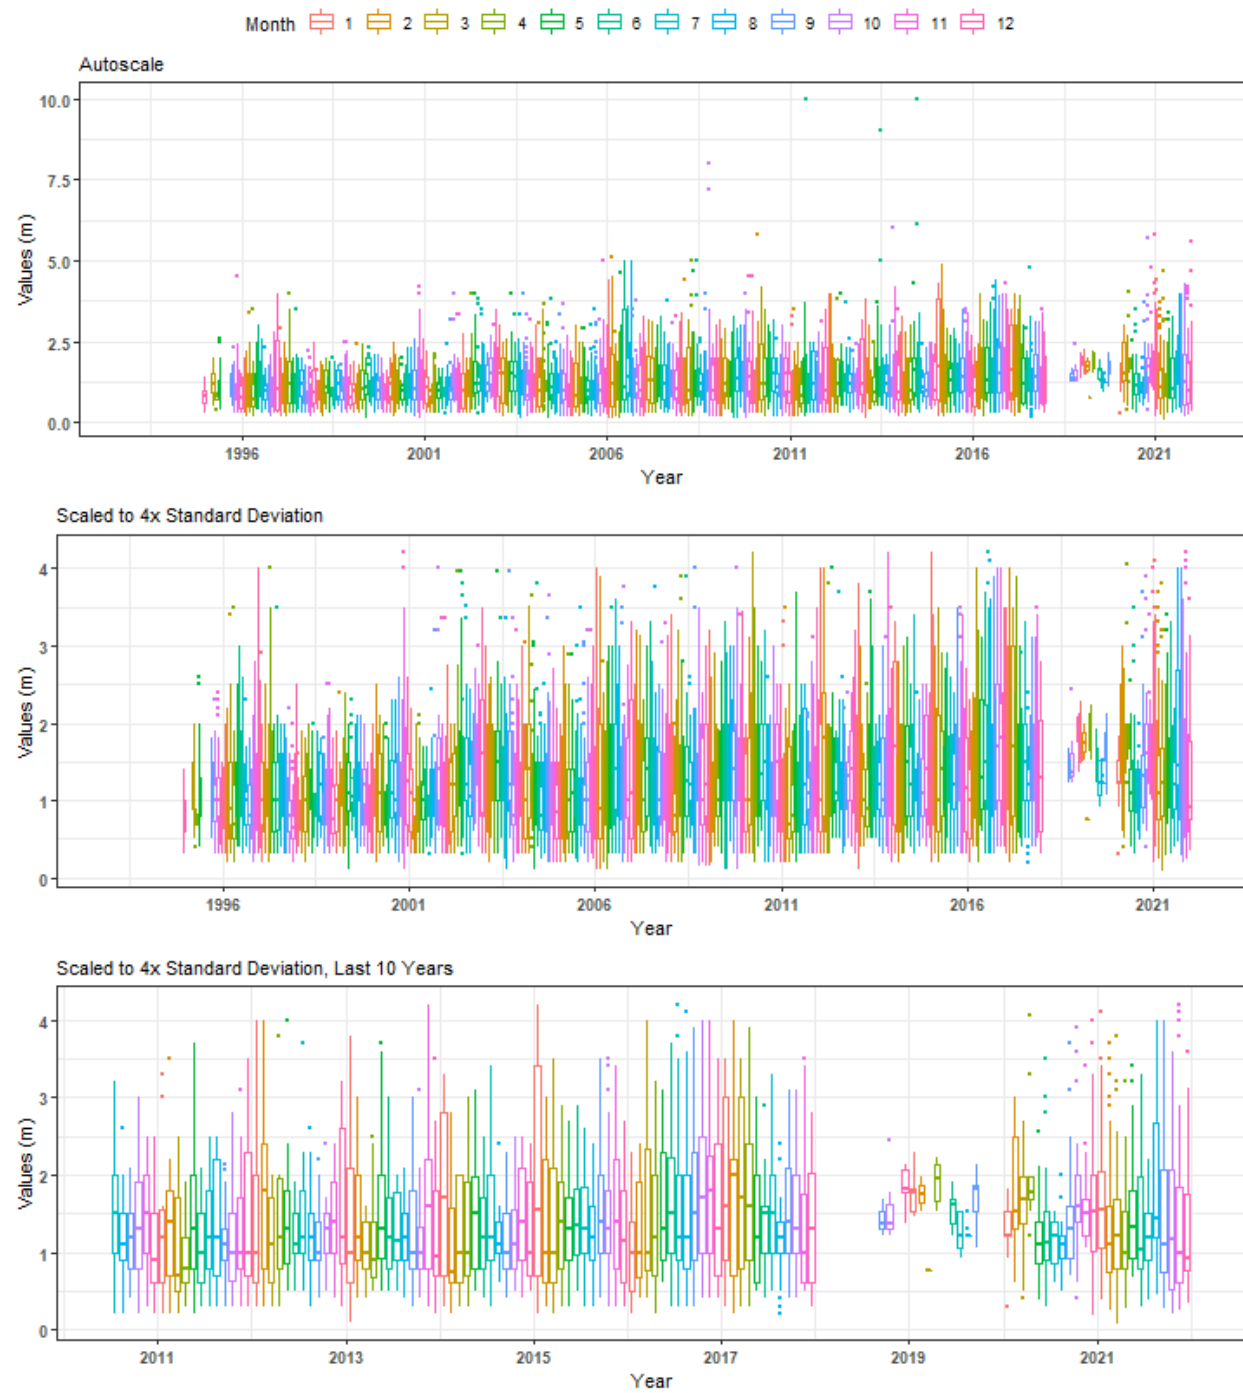 Month 1 2 3 4 5 6 7 8 9 10 11 12
Autoscale
10.0
7.5
5.0
2.5
0.0
Values (m)
1996 2001 2006 2011 2016 2021
Year
Scaled to 4x Standard Deviation
4
3
2
1
0
Values (m)
1996 2001 2006 2011 2016 2021
Year
Scaled to 4x Standard Deviation, Last 10 Years
4
3
2
1
0
Values (m)
2011 2013 2015 2017 2019 2021
Year